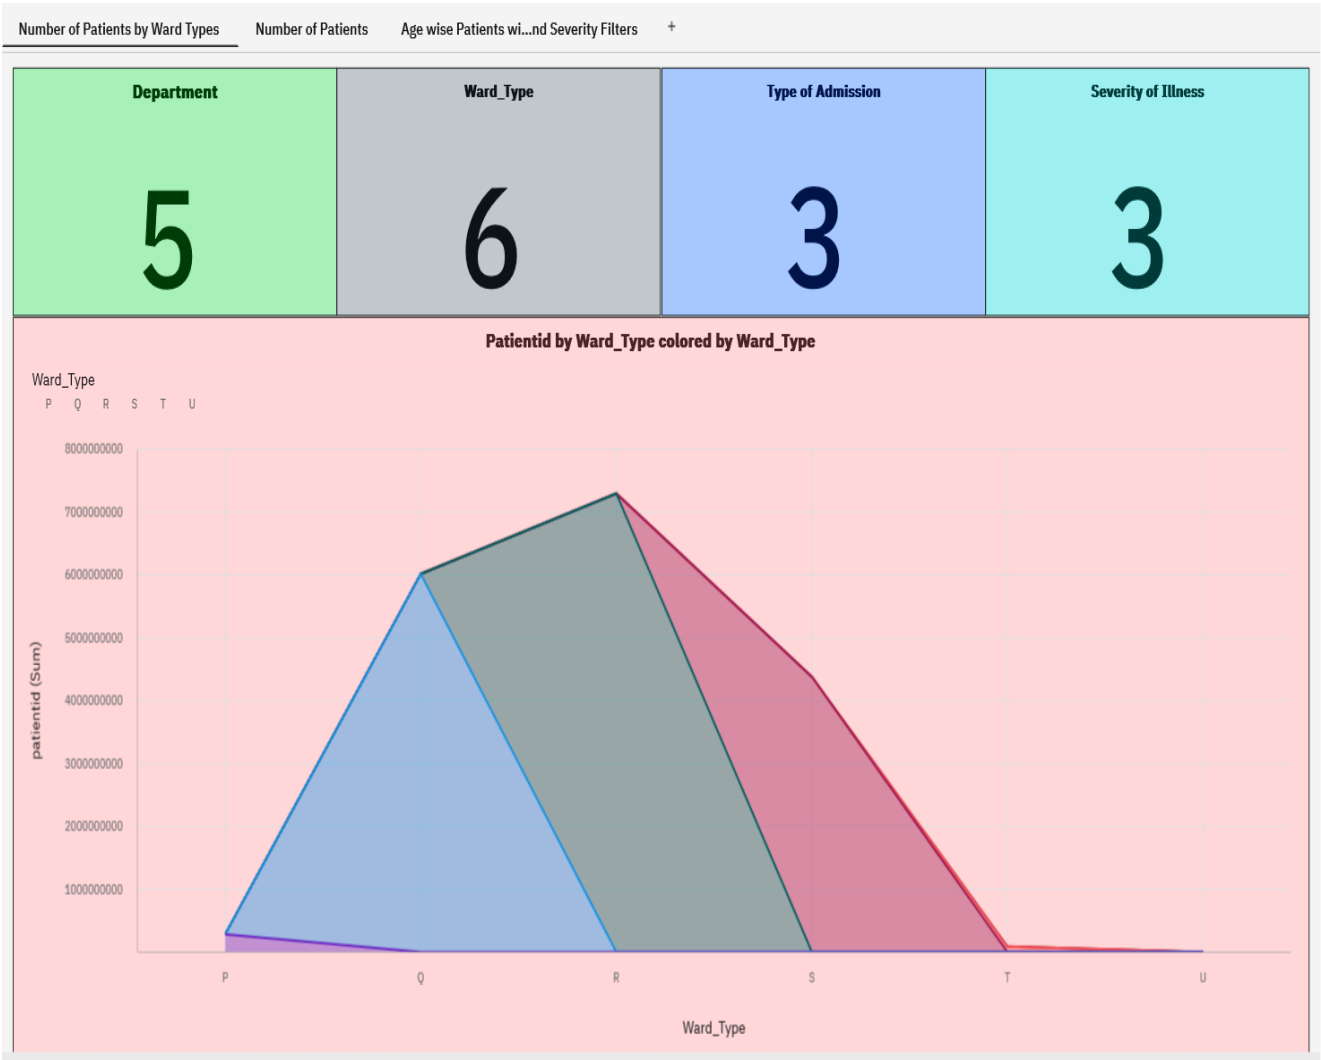 Number of Patients by Ward Types Number of Patients Age wise Patients wi...nd Severity Filters +
Department Ward_Type Type of Admission Severity of Illness
5 6 3 3
Patientid by Ward_Type colored by Ward_Type
Ward_Type
P Q R S T U
8000000000
7000000000
6000000000
5000000000
4000000000
3000000000
2000000000
1000000000
patientid (Sum)
P Q R S T U
Ward_Type